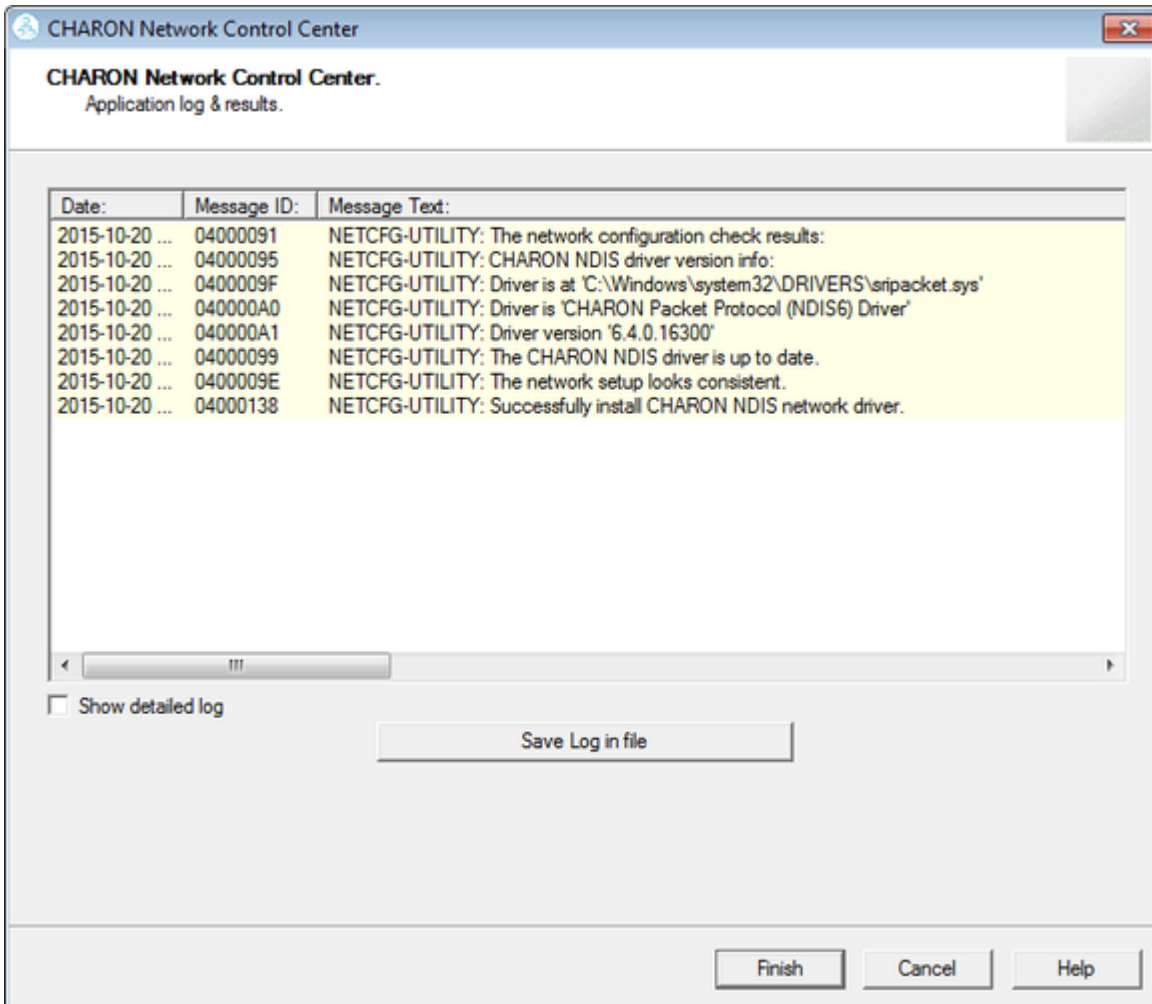 CHARON Network Control Center
CHARON Network Control Center.
Application log & results.
Date: Message ID: Message Text:
2015-10-20 ... 04000091 NETCFG-UTILITY: The network configuration check results:
2015-10-20 ... 04000095 NETCFG-UTILITY: CHARON NDIS driver version info:
2015-10-20 ... 0400009F NETCFG-UTILITY: Driver is at 'C:\Windows\system32\DRIVERS\sripacket.sys'
2015-10-20 ... 040000A0 NETCFG-UTILITY: Driver is 'CHARON Packet Protocol (NDIS6) Driver'
2015-10-20 ... 040000A1 NETCFG-UTILITY: Driver version '6.4.0.16300'
2015-10-20 ... 04000099 NETCFG-UTILITY: The CHARON NDIS driver is up to date.
2015-10-20 ... 0400009E NETCFG-UTILITY: The network setup looks consistent.
2015-10-20 ... 04000138 NETCFG-UTILITY: Successfully install CHARON NDIS network driver.
Show detailed log
Save Log in file
Finish Cancel Help